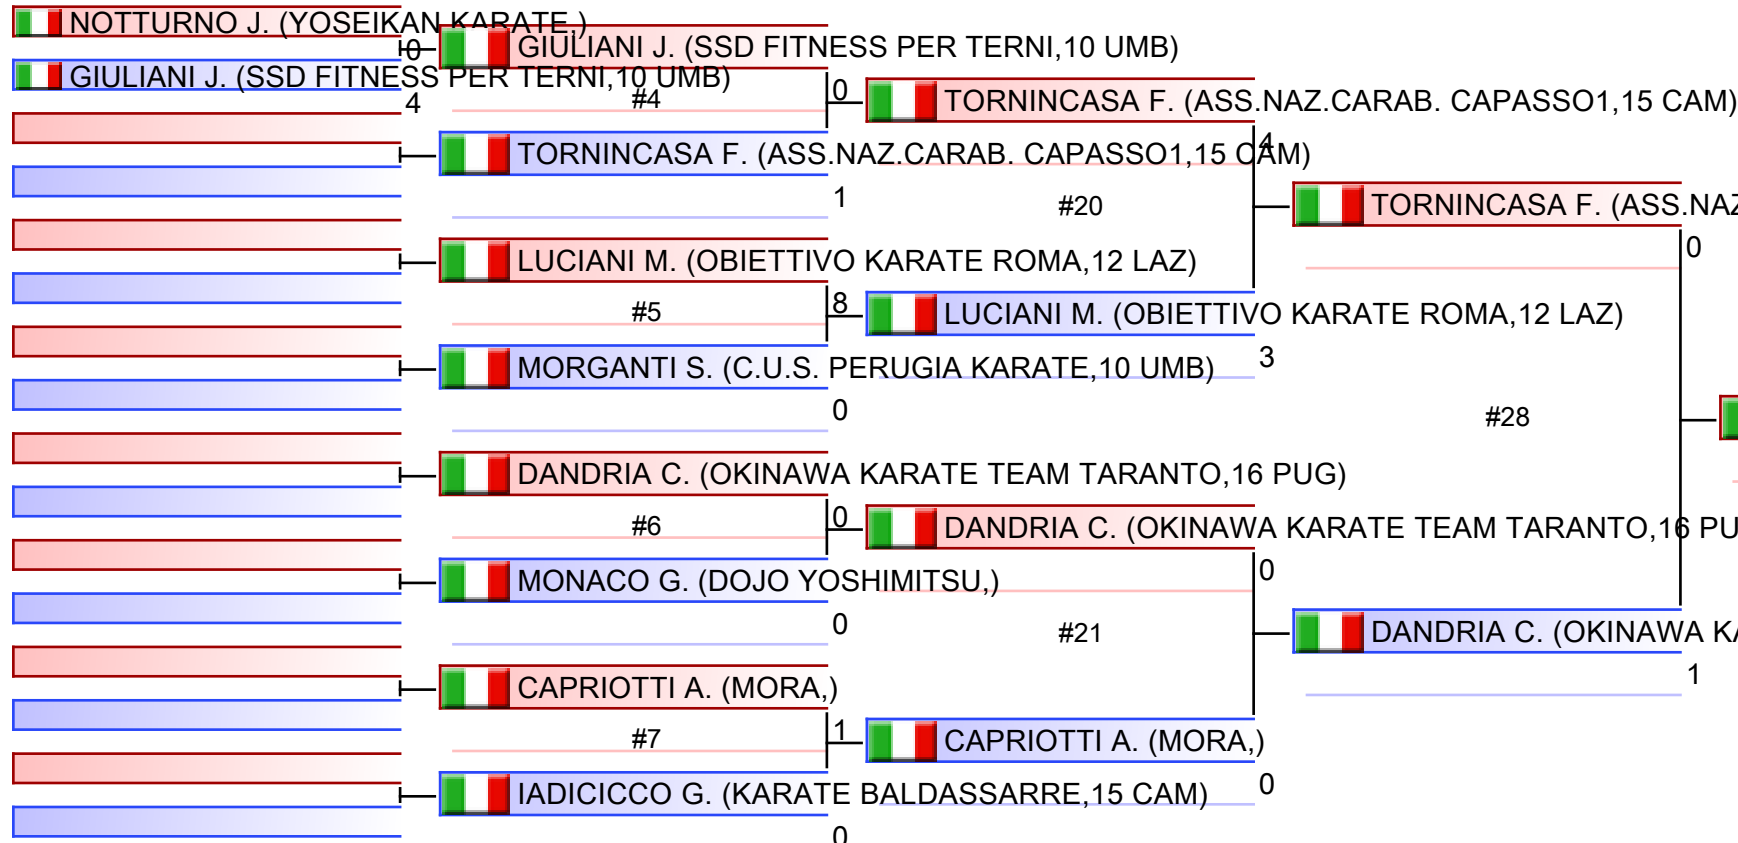 NOTTURNO J. (YOSEIKAN KARATE,)
0
GIULIANI J. (SSD FITNESS PER TERNI,10 UMB)
4
GIULIANI J. (SSD FITNESS PER TERNI,10 UMB)
0
#4
TORNINCASA F. (ASS.NAZ.CARAB. CAPASSO1,15 CAM)
1
LUCIANI M. (OBIETTIVO KARATE ROMA,12 LAZ)
8
#5
MORGANTI S. (C.U.S. PERUGIA KARATE,10 UMB)
0
DANDRIA C. (OKINAWA KARATE TEAM TARANTO,16 PUG)
0
#6
MONACO G. (DOJO YOSHIMITSU,)
0
CAPRIOTTI A. (MORA,)
1
#7
IADICICCO G. (KARATE BALDASSARRE,15 CAM)
0
TORNINCASA F. (ASS.NAZ.CARAB. CAPASSO1,15 CAM)
4
#20
LUCIANI M. (OBIETTIVO KARATE ROMA,12 LAZ)
3
DANDRIA C. (OKINAWA KARATE TEAM TARANTO,16 PU
0
#21
CAPRIOTTI A. (MORA,)
0
TORNINCASA F. (ASS.NAZ
0
#28
DANDRIA C. (OKINAWA KA
1